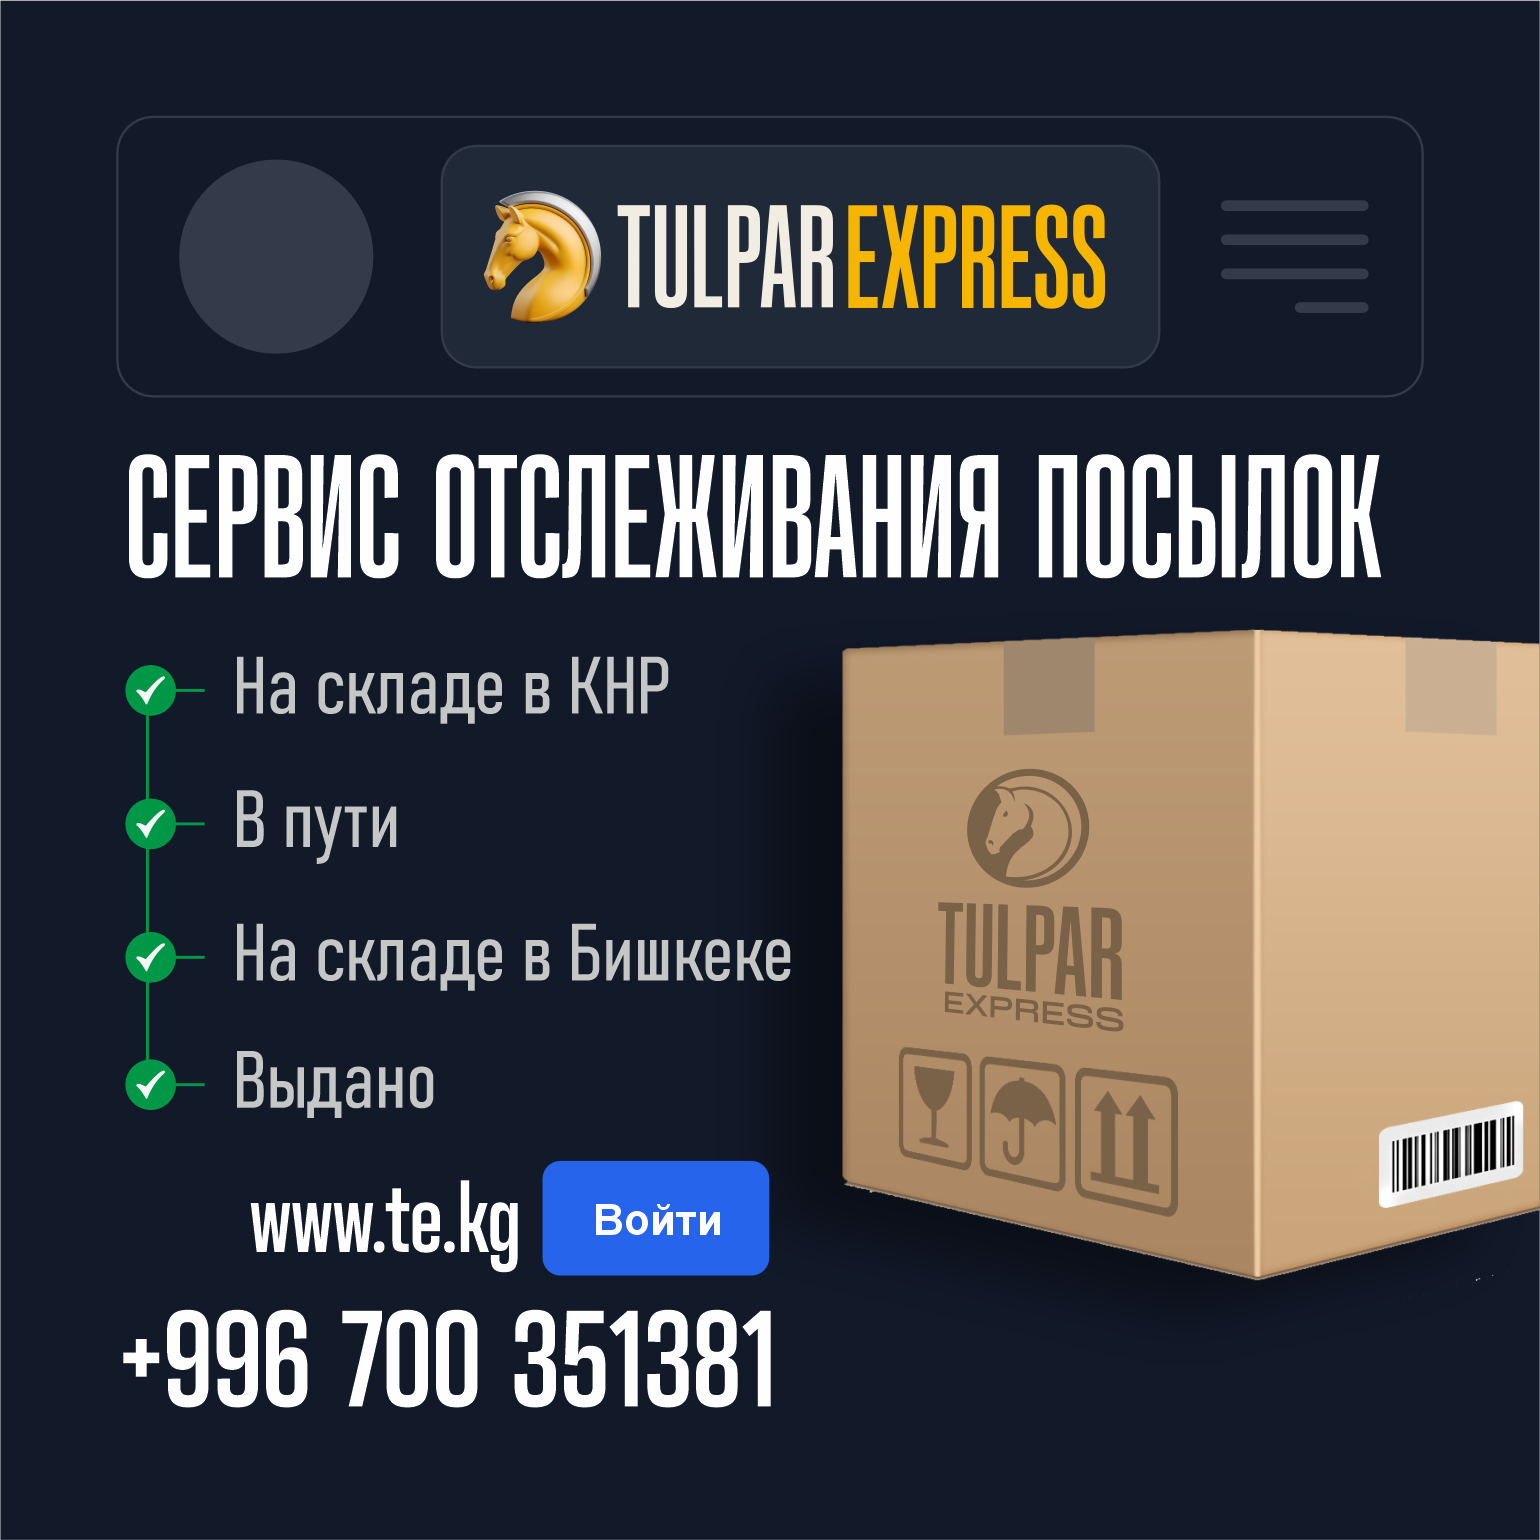 TULPAR EXPRESS
СЕРВИС ОТСЛЕЖИВАНИЯ ПОСЫЛОК
На складе в КНР
В пути
На складе в Бишкеке
Выдано
www.te.kg
Войти
+996 700 351381
TULPAR
EXPRESS